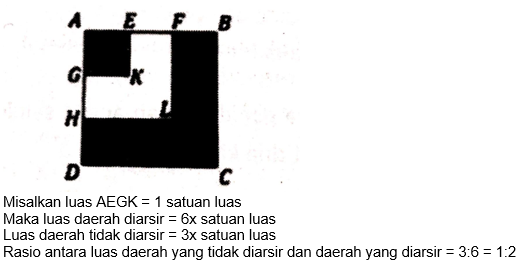 A E F B
G K
H L
D C
Misalkan luas AEGK = 1 satuan luas
Maka luas daerah diarsir = 6x satuan luas
Luas daerah tidak diarsir = 3x satuan luas
Rasio antara luas daerah yang tidak diarsir dan daerah yang diarsir = 3:6 = 1:2